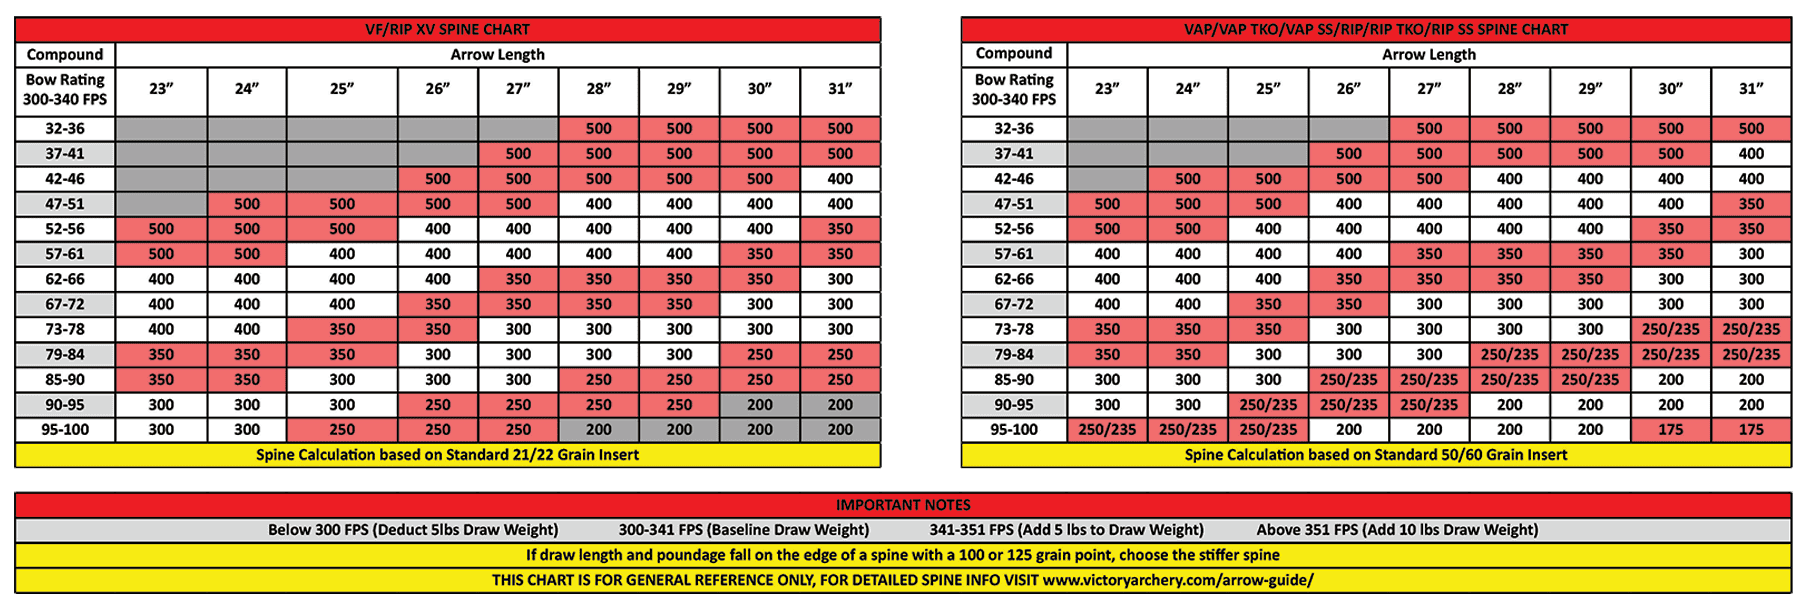 VF/RIP XV SPINE CHART
Compound Arrow Length
Bow Rating 300-340 FPS 23” 24” 25” 26” 27” 28” 29” 30” 31”
32-36 500 500 500 500
37-41 500 500 500 500 500
42-46 500 500 500 500 500 400
47-51 500 500 500 500 400 400 400 400
52-56 500 500 500 400 400 400 400 400 350
57-61 500 500 400 400 400 400 400 350 350
62-66 400 400 400 400 350 350 350 350 300
67-72 400 400 400 350 350 350 350 300 300
73-78 400 400 350 350 300 300 300 300 300
79-84 350 350 350 300 300 300 300 250 250
85-90 350 350 300 300 300 250 250 250 250
90-95 300 300 300 250 250 250 250 200 200
95-100 300 300 250 250 250 200 200 200 200
Spine Calculation based on Standard 21/22 Grain Insert
VAP/VAP TKO/VAP SS/RIP/RIP TKO/RIP SS SPINE CHART
Compound Arrow Length
Bow Rating 300-340 FPS 23” 24” 25” 26” 27” 28” 29” 30” 31”
32-36 500 500 500 500 500
37-41 500 500 500 500 500 400
42-46 500 500 500 500 400 400 400 400
47-51 500 500 500 400 400 400 400 400 350
52-56 500 500 400 400 400 400 400 350 350
57-61 400 400 400 400 350 350 350 350 300
62-66 400 400 400 350 350 350 350 300 300
67-72 400 400 350 350 300 300 300 300 300
73-78 350 350 350 300 300 300 300 250/235 250/235
79-84 350 350 300 300 300 250/235 250/235 250/235 250/235
85-90 300 300 300 250/235 250/235 250/235 250/235 200 200
90-95 300 300 250/235 250/235 250/235 200 200 200 200
95-100 250/235 250/235 250/235 200 200 200 200 175 175
Spine Calculation based on Standard 50/60 Grain Insert
IMPORTANT NOTES
Below 300 FPS (Deduct 5lbs Draw Weight) 300-341 FPS (Baseline Draw Weight) 341-351 FPS (Add 5 lbs to Draw Weight) Above 351 FPS (Add 10 lbs Draw Weight)
If draw length and poundage fall on the edge of a spine with a 100 or 125 grain point, choose the stiffer spine
THIS CHART IS FOR GENERAL REFERENCE ONLY, FOR DETAILED SPINE INFO VISIT www.victoryarchery.com/arrow-guide/